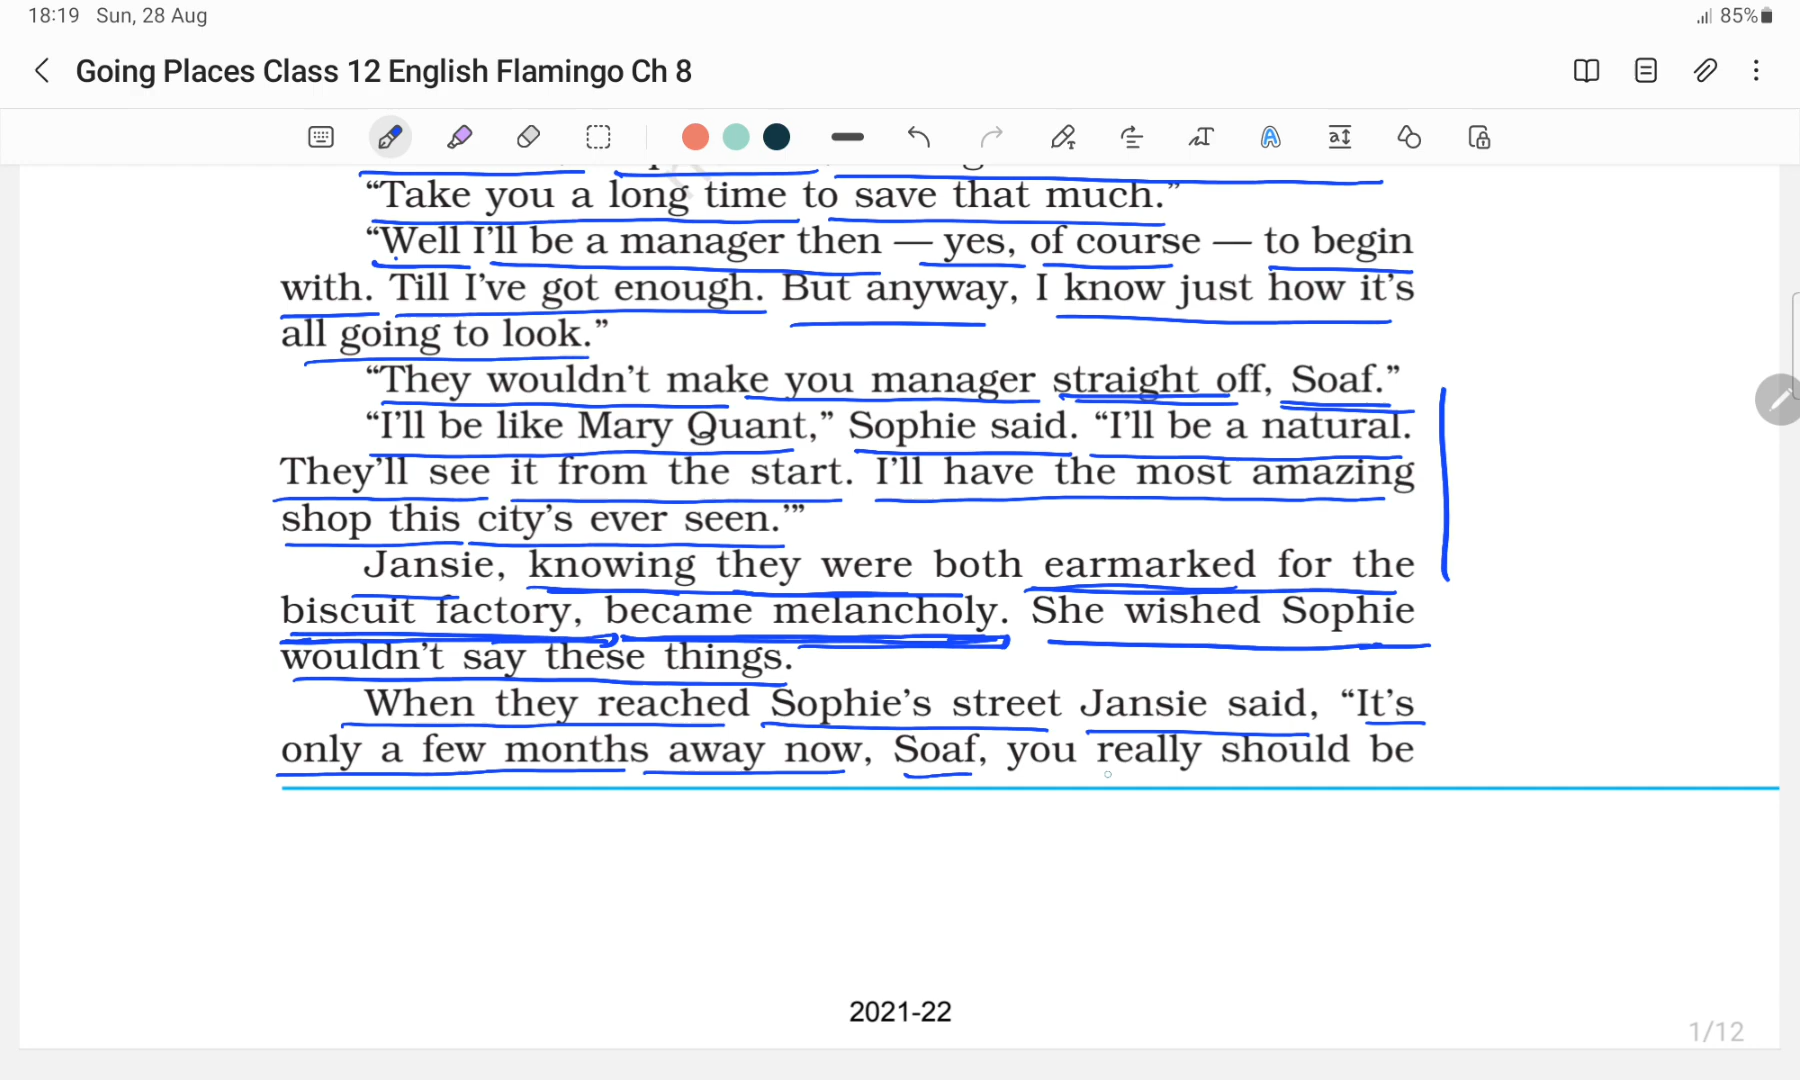 18:19 Sun, 28 Aug
85%
Going Places Class 12 English Flamingo Ch 8
“Take you a long time to save that much.”
“Well I’ll be a manager then — yes, of course — to begin
with. Till I’ve got enough. But anyway, I know just how it’s
all going to look.”
“They wouldn’t make you manager straight off, Soaf.”
“I’ll be like Mary Quant,” Sophie said. “I’ll be a natural.
They’ll see it from the start. I’ll have the most amazing
shop this city’s ever seen.’”
Jansie, knowing they were both earmarked for the
biscuit factory, became melancholy. She wished Sophie
wouldn’t say these things.
When they reached Sophie’s street Jansie said, “It’s
only a few months away now, Soaf, you really should be
2021-22
1/12